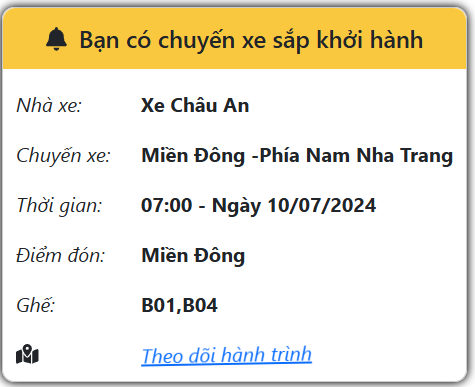 Bạn có chuyến xe sắp khởi hành
Nhà xe: Xe Châu An
Chuyến xe: Miền Đông -Phía Nam Nha Trang
Thời gian: 07:00 - Ngày 10/07/2024
Điểm đón: Miền Đông
Ghế: B01,B04
Theo dõi hành trình